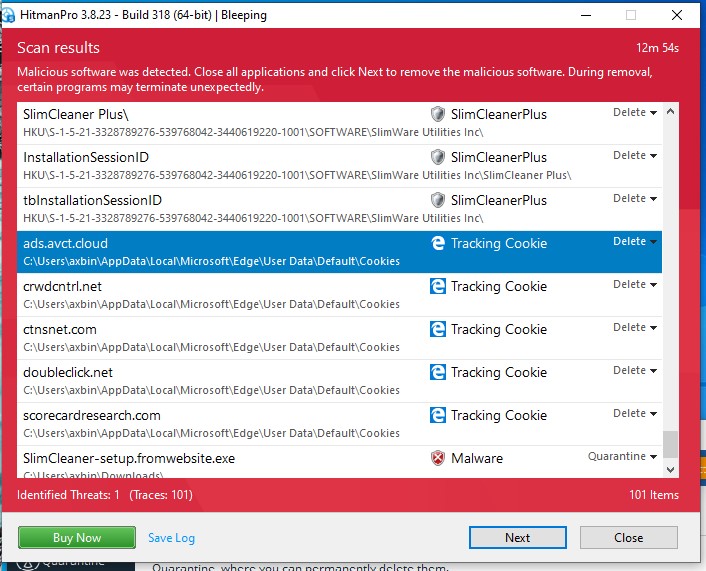 HitmanPro 3.8.23 - Build 318 (64-bit) | Bleeping
Scan results
12m 54s
Malicious software was detected. Close all applications and click Next to remove the malicious software. During removal,
certain programs may terminate unexpectedly.
SlimCleaner Plus\ SlimCleanerPlus Delete
HKU\S-1-5-21-3328789276-539768042-3440619220-1001\SOFTWARE\SlimWare Utilities Inc\
InstallationSessionID SlimCleanerPlus Delete
HKU\S-1-5-21-3328789276-539768042-3440619220-1001\SOFTWARE\SlimWare Utilities Inc\SlimCleaner Plus\
tbInstallationSessionID SlimCleanerPlus Delete
HKU\S-1-5-21-3328789276-539768042-3440619220-1001\SOFTWARE\SlimWare Utilities Inc\
ads.avct.cloud Tracking Cookie Delete
C:\Users\axbin\AppData\Local\Microsoft\Edge\User Data\Default\Cookies
crwdcntrl.net Tracking Cookie Delete
C:\Users\axbin\AppData\Local\Microsoft\Edge\User Data\Default\Cookies
ctnsnet.com Tracking Cookie Delete
C:\Users\axbin\AppData\Local\Microsoft\Edge\User Data\Default\Cookies
doubleclick.net Tracking Cookie Delete
C:\Users\axbin\AppData\Local\Microsoft\Edge\User Data\Default\Cookies
scorecardresearch.com Tracking Cookie Delete
C:\Users\axbin\AppData\Local\Microsoft\Edge\User Data\Default\Cookies
SlimCleaner-setup.fromwebsite.exe Malware Quarantine
C:\Users\axbin\Downloads\
Identified Threats: 1 (Traces: 101)
101 Items
Buy Now Save Log Next Close
Quarantine
Quarantine, where you can permanently delete them.